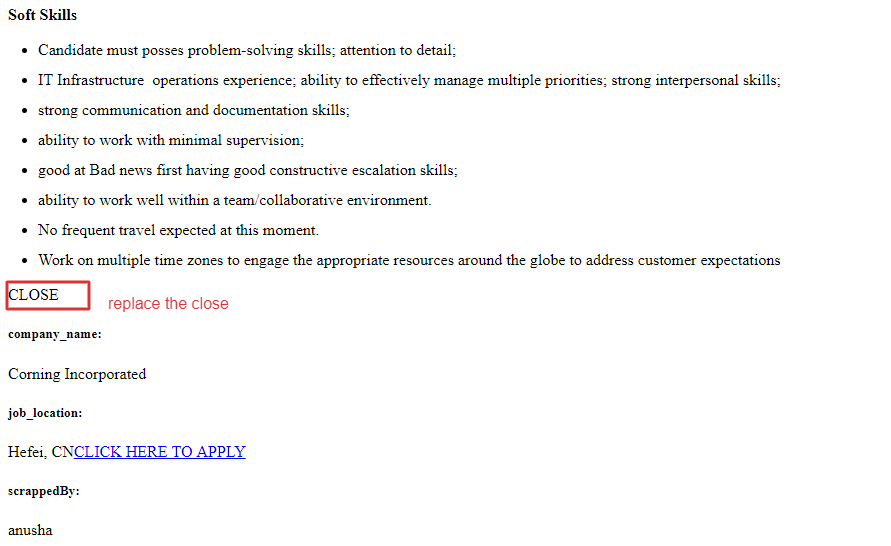 Soft Skills
Candidate must posses problem-solving skills; attention to detail;
IT Infrastructure  operations experience; ability to effectively manage multiple priorities; strong interpersonal skills;
strong communication and documentation skills;
ability to work with minimal supervision;
good at Bad news first having good constructive escalation skills;
ability to work well within a team/collaborative environment.
No frequent travel expected at this moment.
Work on multiple time zones to engage the appropriate resources around the globe to address customer expectations
CLOSE replace the close
company_name:
Corning Incorporated
job_location:
Hefei, CNCLICK HERE TO APPLY
scrappedBy:
anusha